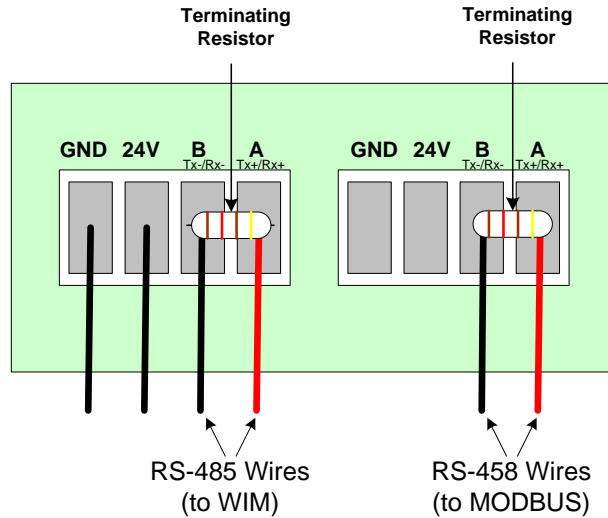 Terminating
Resistor
Terminating
Resistor
GND 24V B A
Tx-/Rx- Tx+/Rx+
GND 24V B A
Tx-/Rx- Tx+/Rx+
RS-485 Wires
(to WIM)
RS-458 Wires
(to MODBUS)